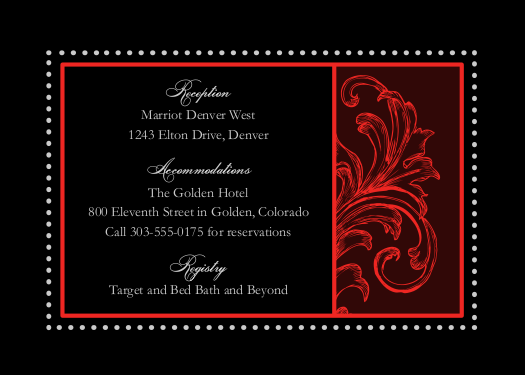 Reception
Marriot Denver West
1243 Elton Drive, Denver
Accommodations
The Golden Hotel
800 Eleventh Street in Golden, Colorado
Call 303-555-0175 for reservations
Registry
Target and Bed Bath and Beyond